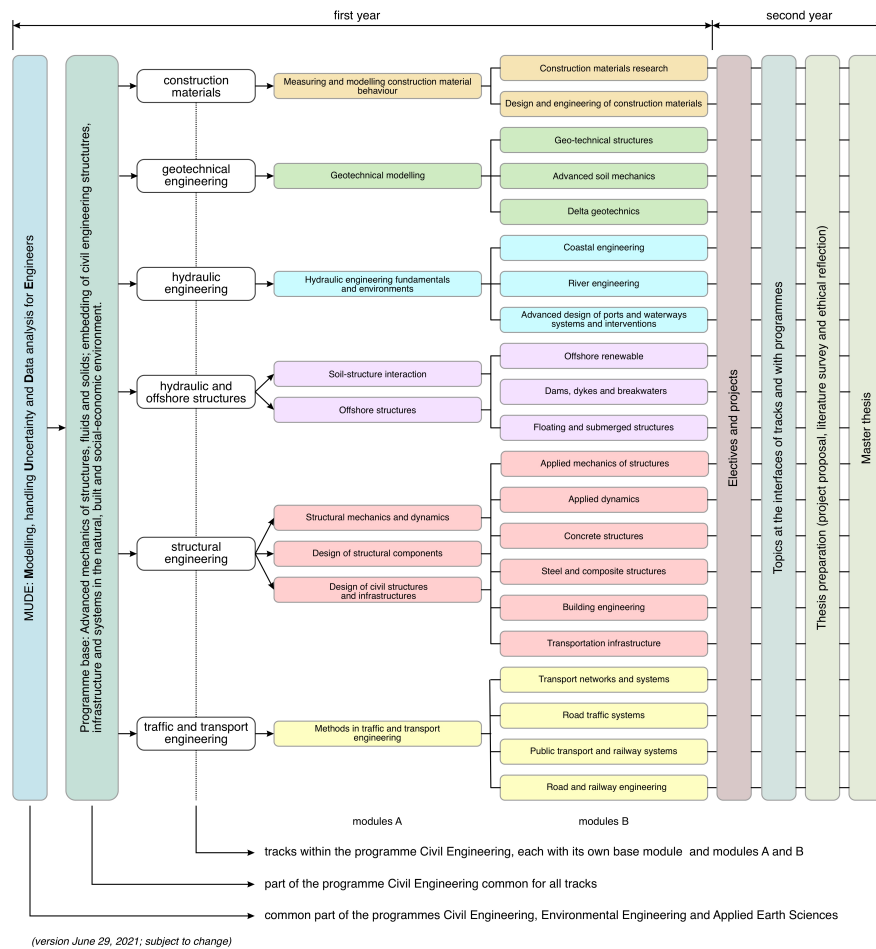 first year
second year
MUDE: Modelling, handling Uncertainty and Data analysis for Engineers
Programme base: Advanced mechanics of structures, fluids and solids; embedding of civil engineering structutres,
infrastructure and systems in the natural, built and social-economic environment.
construction
materials
Measuring and modelling construction material
behaviour
Construction materials research
Design and engineering of construction materials
geotechnical
engineering
Geotechnical modelling
Geo-technical structures
Advanced soil mechanics
Delta geotechnics
hydraulic
engineering
Hydraulic engineering fundamentals
and environments
Coastal engineering
River engineering
Advanced design of ports and waterways
systems and interventions
hydraulic and
offshore structures
Soil-structure interaction
Offshore structures
Offshore renewable
Dams, dykes and breakwaters
Floating and submerged structures
structural
engineering
Structural mechanics and dynamics
Design of structural components
Design of civil structures
and infrastructures
Applied mechanics of structures
Applied dynamics
Concrete structures
Steel and composite structures
Building engineering
Transportation infrastructure
traffic and transport
engineering
Methods in traffic and transport
engineering
Transport networks and systems
Road traffic systems
Public transport and railway systems
Road and railway engineering
Electives and projects
Topics at the interfaces of tracks and with programmes
Thesis preparation (project proposal, literature survey and ethical reflection)
Master thesis
modules A
modules B
tracks within the programme Civil Engineering, each with its own base module and modules A and B
part of the programme Civil Engineering common for all tracks
common part of the programmes Civil Engineering, Environmental Engineering and Applied Earth Sciences
(version June 29, 2021; subject to change)